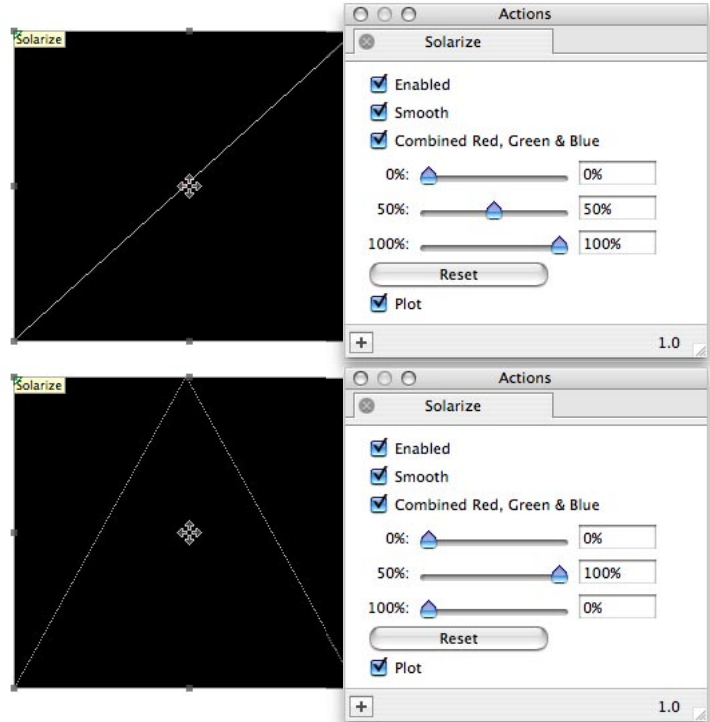 Solarize
Actions
Solarize
Enabled
Smooth
Combined Red, Green & Blue
0%: 0%
50%: 50%
100%: 100%
Reset
Plot
1.0
Solarize
Actions
Solarize
Enabled
Smooth
Combined Red, Green & Blue
0%: 0%
50%: 100%
100%: 0%
Reset
Plot
1.0